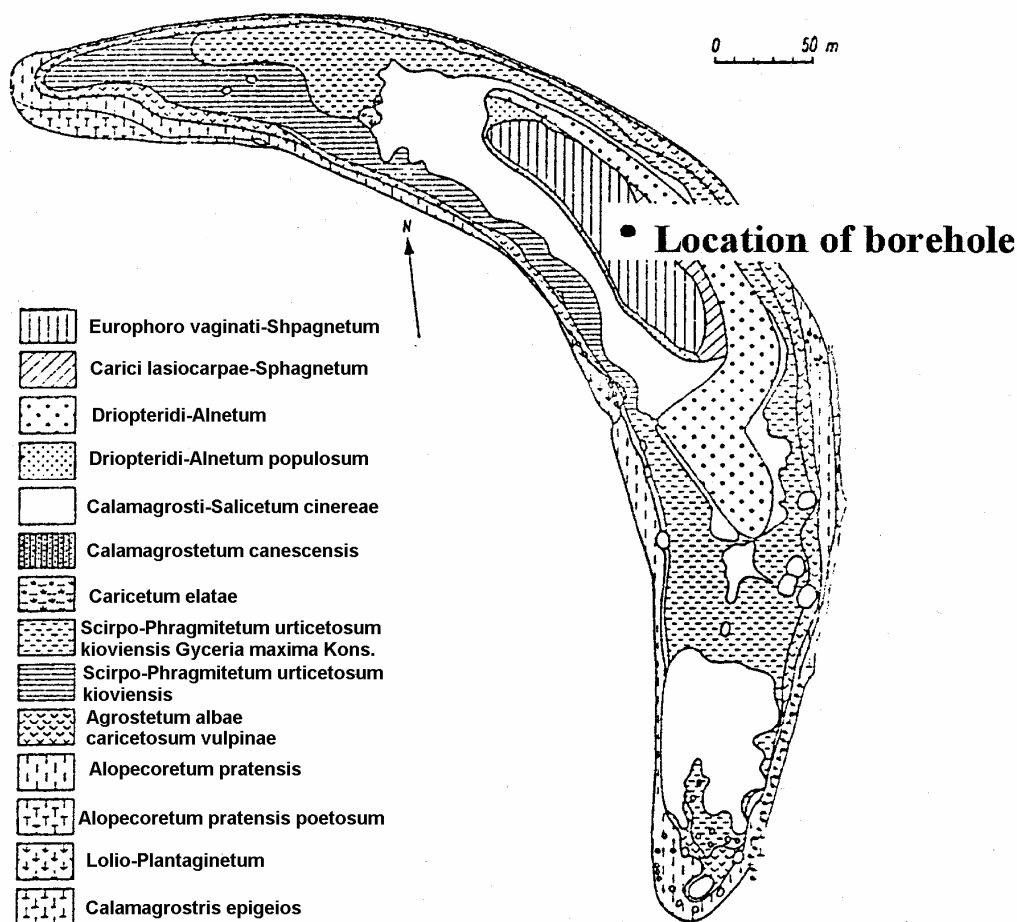 0 50 m
Location of borehole
N
Europhoro vaginati-Shpagnetum
Carici lasiocarpae-Sphagnetum
Driopteridi-Alnetum
Driopteridi-Alnetum populosum
Calamagrosti-Salicetum cinereae
Calamagrostetum canescensis
Caricetum elatae
Scirpo-Phragmitetum urticetosum
kioviensis Gyceria maxima Kons.
Scirpo-Phragmitetum urticetosum
kioviensis
Agrostetum albae
caricetosum vulpinae
Alopecoretum pratensis
Alopecoretum pratensis poetosum
Lolio-Plantaginetum
Calamagrostris epigeios